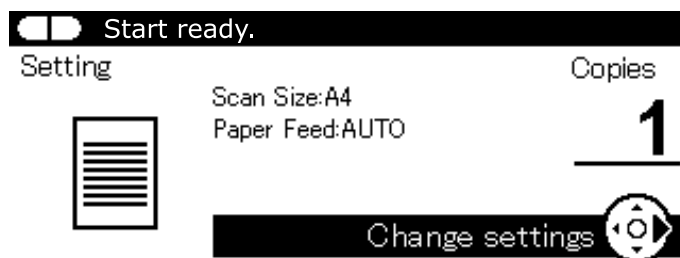 Start ready.
Setting
Copies
Scan Size:A4
Paper Feed:AUTO
1
Change settings